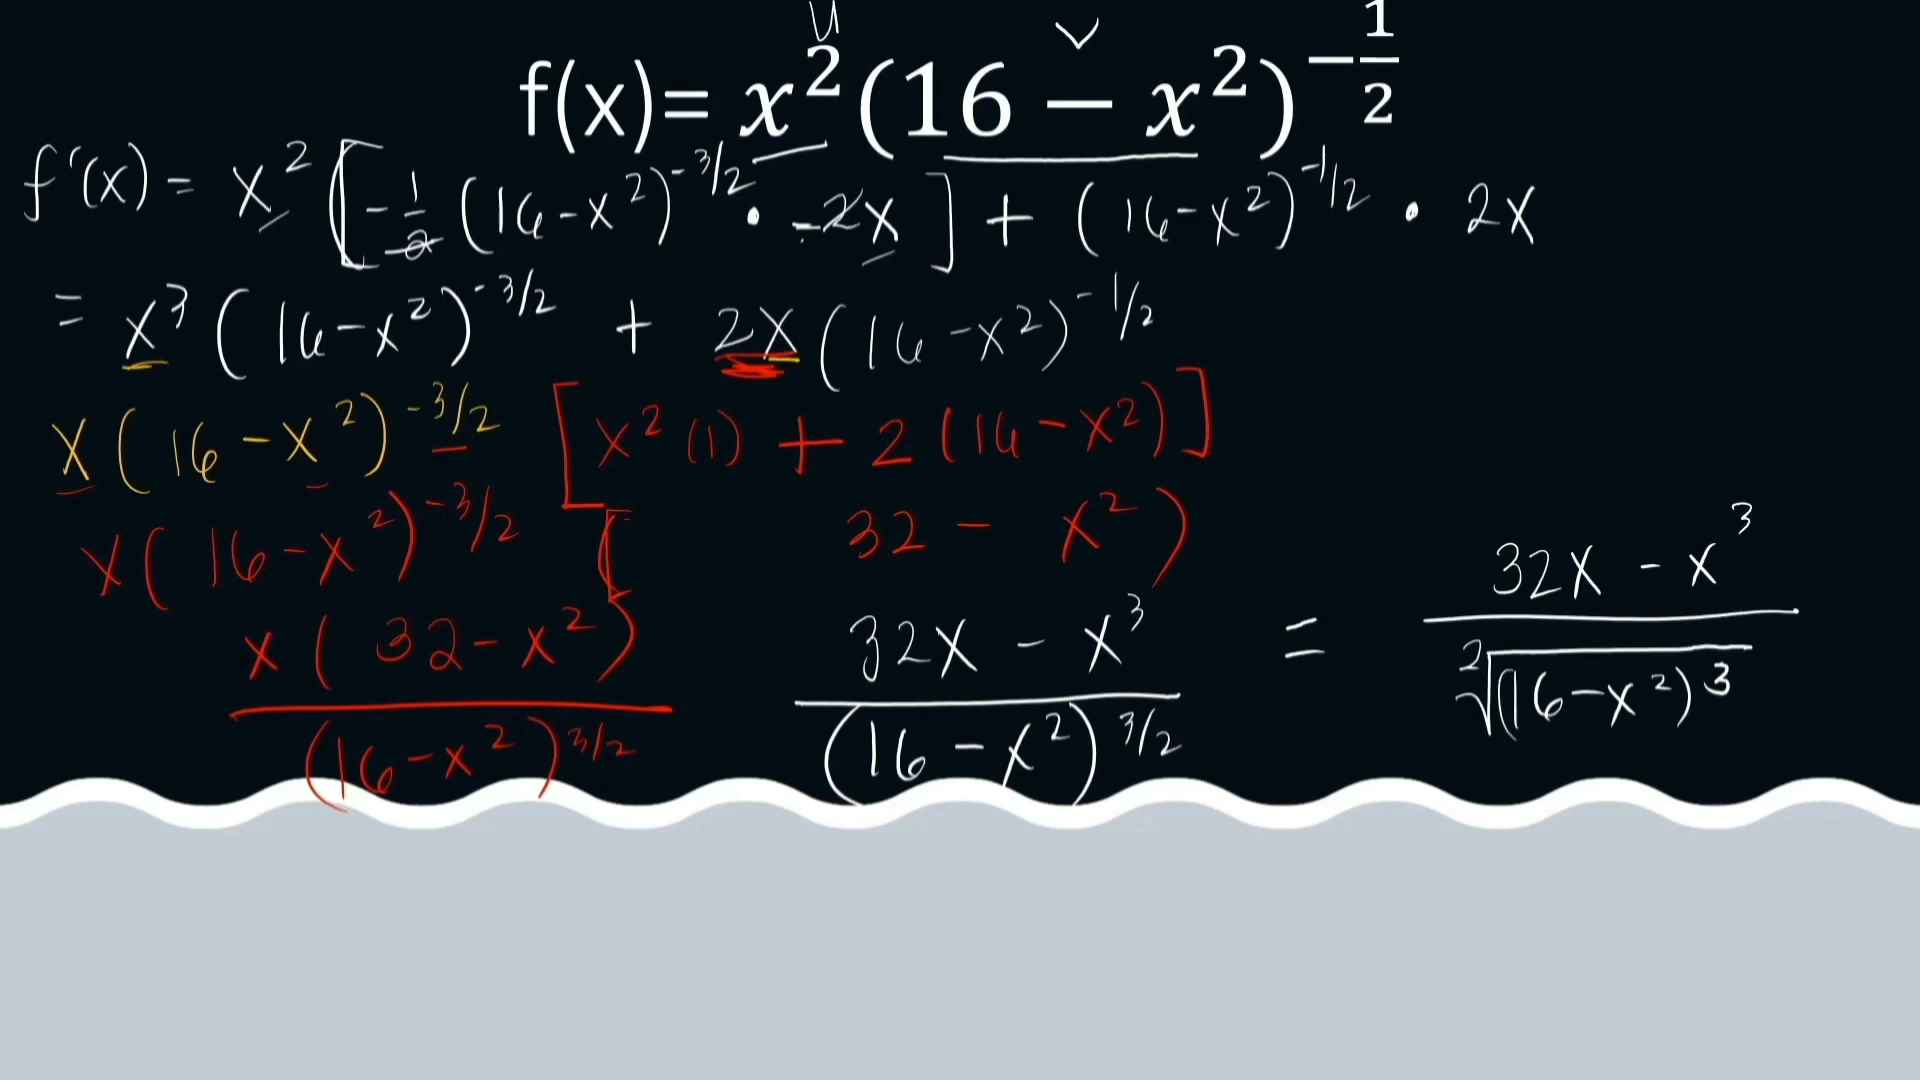 u v
f(x)= x²(16 − x²)^−1/2
f'(x) = x² [-1/2 (16-x²)^-3/2 · -2x] + (16-x²)^-1/2 · 2x
= x³ (16-x²)^-3/2 + 2x (16-x²)^-1/2
x(16-x²)^-3/2 [x²(1) + 2(16-x²)]
x(16-x²)^-3/2 [( 32 - x²)
x(32-x²)/(16-x²)^3/2 32x - x³/(16-x²)^3/2 = 32x - x³/²√(16-x²)³